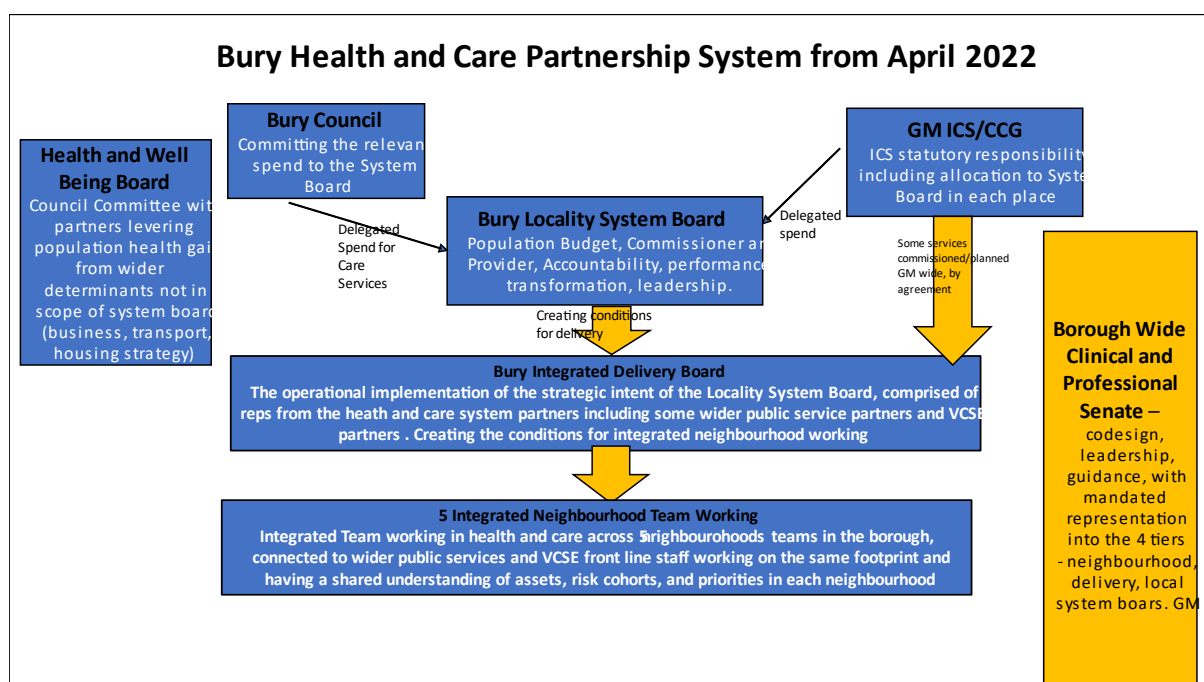 Bury Health and Care Partnership System from April 2022
Health and Well
Being Board
Council Committee wit
partners levering
population health gai
from wider
determinants not in
scope of system board
(business, transport,
housing strategy)
Bury Council
Committing the relevan
spend to the System
Board
Delegated
Spend for
Care
Services
Bury Locality System Board
Population Budget, Commissioner an
Provider, Accountability, performance
transformation, leadership.
Delegated
spend
GM ICS/CCG
ICS statutory responsibility
including allocation to Syste
Board in each place
Some services
commissioned/planned
GM wide, by
agreement
Creating conditions
for delivery
Bury Integrated Delivery Board
The operational implementation of the strategic intent of the Locality System Board, comprised of
reps from the heath and care system partners including some wider public service partners and VCSE
partners . Creating the conditions for integrated neighbourhood working
5 Integrated Neighbourhood Team Working
Integrated Team working in health and care across 5 neighbourohoods teams in the borough,
connected to wider public services and VCSE front line staff working on the same footprint and
having a shared understanding of assets, risk cohorts, and priorities in each neighbourhood
Borough Wide
Clinical and
Professional
Senate –
codesign,
leadership,
guidance, with
mandated
representation
into the 4 tiers
- neighbourhood,
delivery, local
system boars. GM